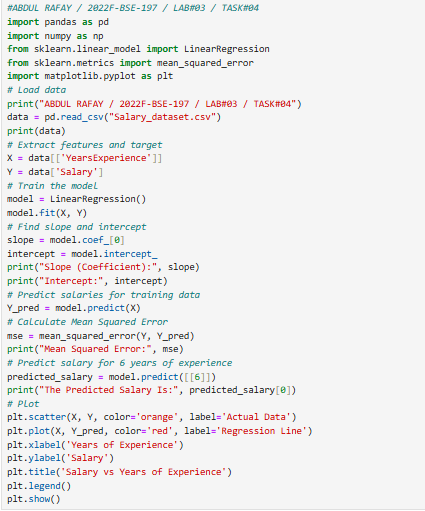 #ABDUL RAFAY / 2022F-BSE-197 / LAB#03 / TASK#04
import pandas as pd
import numpy as np
from sklearn.linear_model import LinearRegression
from sklearn.metrics import mean_squared_error
import matplotlib.pyplot as plt
# Load data
print("ABDUL RAFAY / 2022F-BSE-197 / LAB#03 / TASK#04")
data = pd.read_csv("Salary_dataset.csv")
print(data)
# Extract features and target
X = data[['YearsExperience']]
Y = data['Salary']
# Train the model
model = LinearRegression()
model.fit(X, Y)
# Find slope and intercept
slope = model.coef_[0]
intercept = model.intercept_
print("Slope (Coefficient):", slope)
print("Intercept:", intercept)
# Predict salaries for training data
Y_pred = model.predict(X)
# Calculate Mean Squared Error
mse = mean_squared_error(Y, Y_pred)
print("Mean Squared Error:", mse)
# Predict salary for 6 years of experience
predicted_salary = model.predict([[6]])
print("The Predicted Salary Is:", predicted_salary[0])
# Plot
plt.scatter(X, Y, color='orange', label='Actual Data')
plt.plot(X, Y_pred, color='red', label='Regression Line')
plt.xlabel('Years of Experience')
plt.ylabel('Salary')
plt.title('Salary vs Years of Experience')
plt.legend()
plt.show()